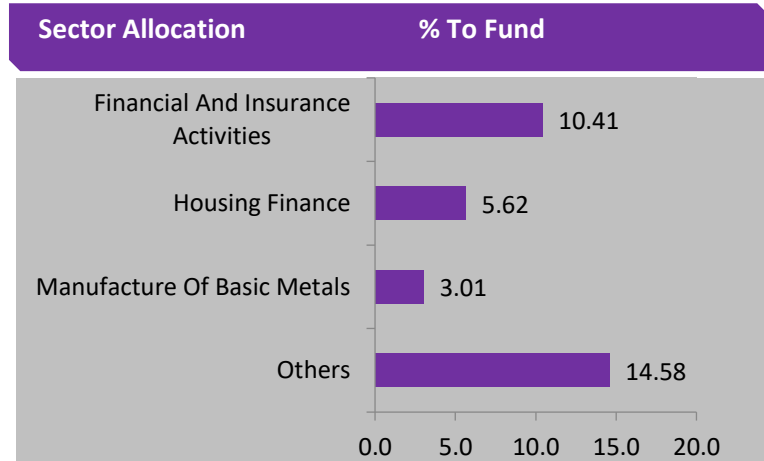 Sector Allocation % To Fund
Financial And Insurance
Activities
10.41
Housing Finance 5.62
Manufacture Of Basic Metals 3.01
Others 14.58
0.0 5.0 10.0 15.0 20.0